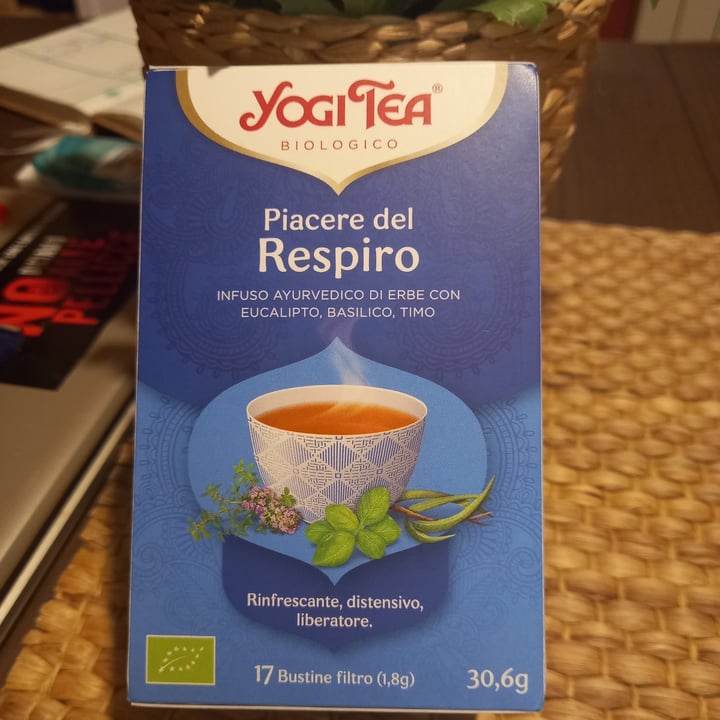 YOGI TEA®
BIOLOGICO
Piacere del
Respiro
INFUSO AYURVEDICO DI ERBE CON
EUCALIPTO, BASILICO, TIMO
Rinfrescante, distensivo,
liberatore.
17 Bustine filtro (1,8g) 30,6g
NO